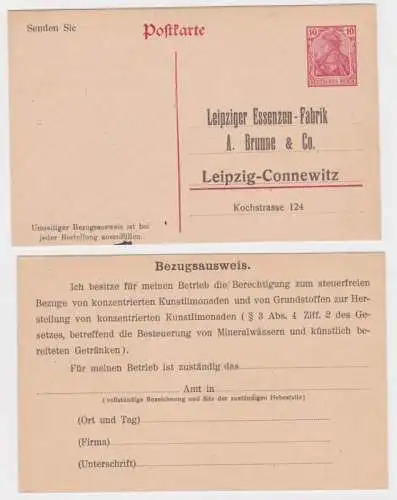 Senden Sie
Postkarte
10 10
DEUTSCHES REICH
Leipziger Essenzen-Fabrik
A. Brunne & Co.
Leipzig-Connewitz
Kochstrasse 124
Umseitiger Bezugsausweis ist bei
jeder Bestellung auszufüllen.
Bezugsausweis.
Ich besitze für meinen Betrieb die Berechtigung zum steuerfreien
Bezuge von konzentrierten Kunstlimonaden und von Grundstoffen zur Her-
stellung von konzentrierten Kunstlimonaden (§ 3 Abs. 4 Ziff. 2 des Ge-
setzes, betreffend die Besteuerung von Mineralwässern und künstlich be-
reiteten Getränken).
Für meinen Betrieb ist zuständig das
Amt in
(vollständige Bezeichnung und Sitz der zuständigen Hebestelle)
(Ort und Tag)
(Firma)
(Unterschrift)